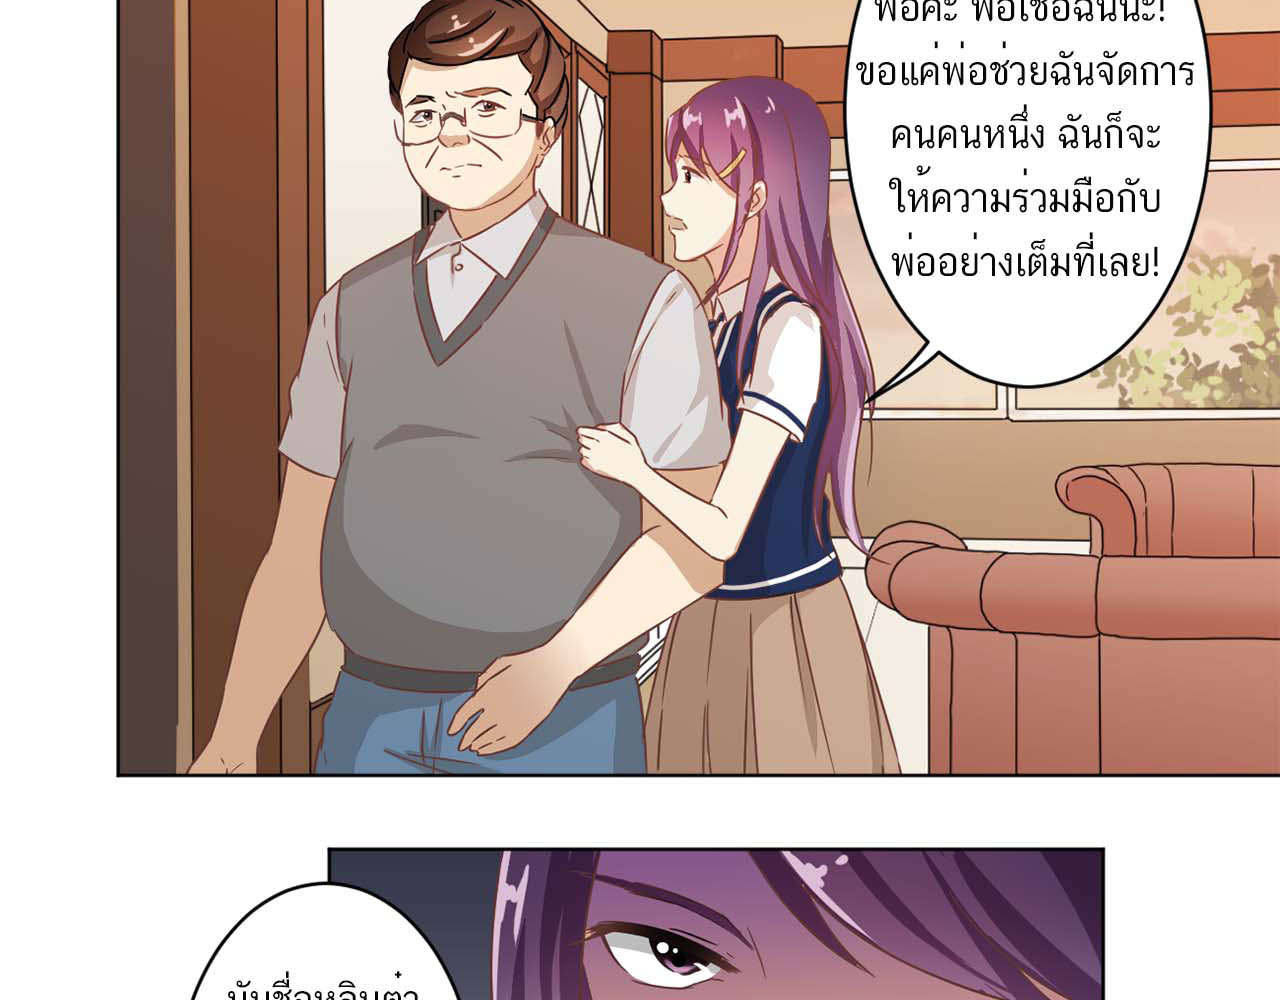 พ่อคะ พ่อเชื่อฉันนะ!
ขอแค่พ่อช่วยฉันจัดการ
คนคนหนึ่ง ฉันก็จะ
ให้ความร่วมมือกับ
พ่ออย่างเต็มที่เลย!